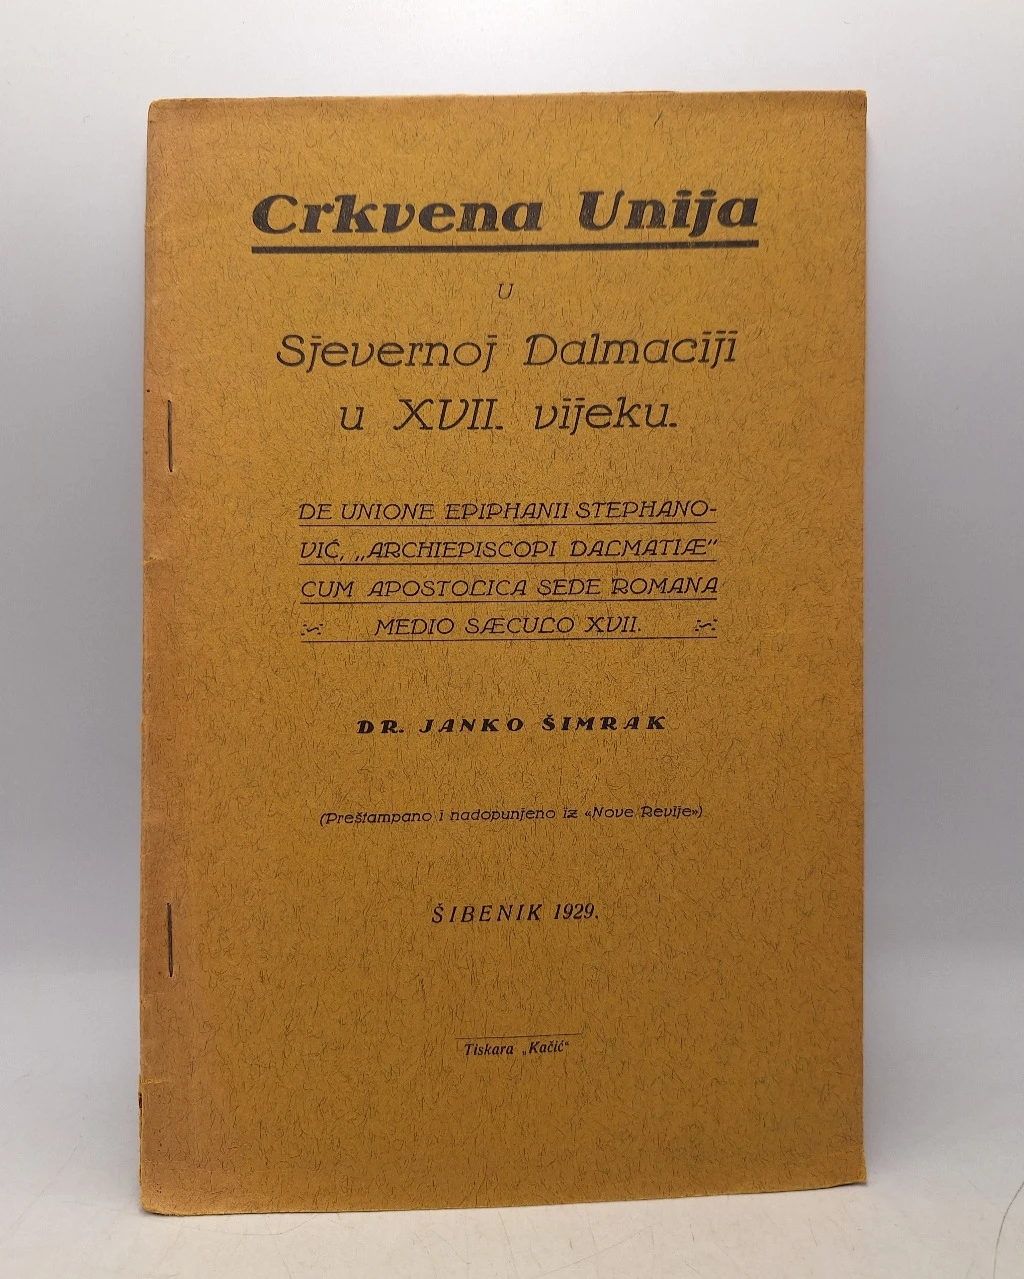 Crkvena Unija
U
Sjevernoj Dalmaciji
u XVII. vijeku.
DE UNIONE EPIPHANII STEPHANO-
VIĆ, „ARCHIEPISCOPI DALMATIÆ"
CUM APOSTOLICA SEDE ROMANA
MEDIO SÆCULO XVII.
DR. JANKO ŠIMRAK
(Preštampano i nadopunjeno iz «Nove Revije»)
ŠIBENIK 1929.
Tiskara „Kačić“